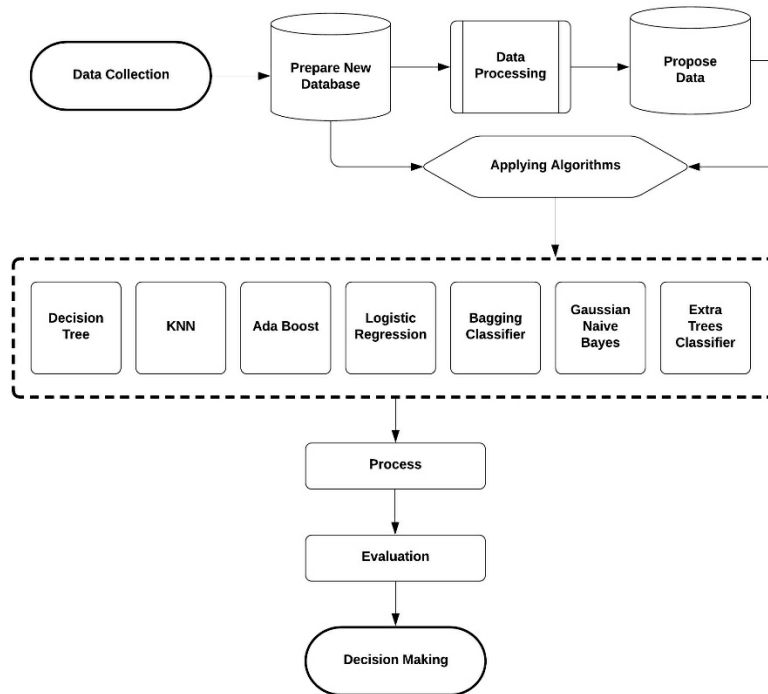 Data Collection
Prepare New
Database
Data
Processing
Propose
Data
Applying Algorithms
Decision
Tree
KNN
Ada Boost
Logistic
Regression
Bagging
Classifier
Gaussian
Naive
Bayes
Extra
Trees
Classifier
Process
Evaluation
Decision Making